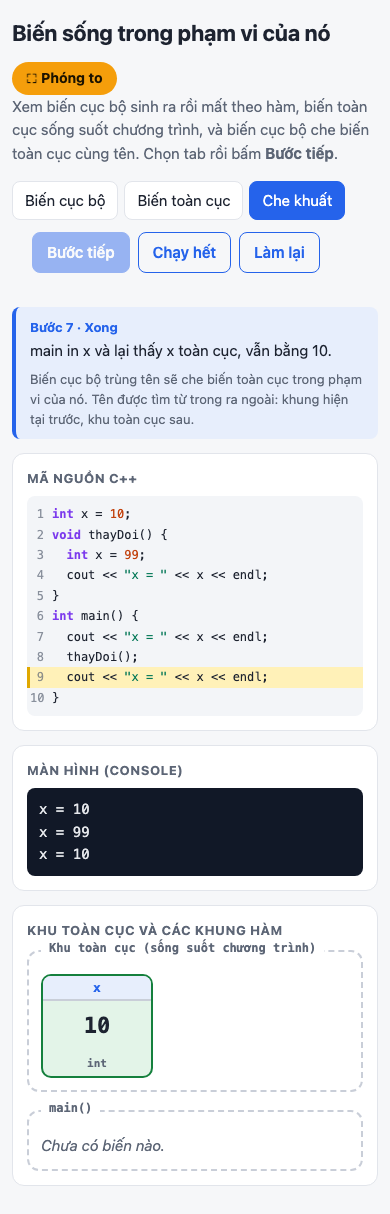 Biến sống trong phạm vi của nó
⛶ Phóng to
Xem biến cục bộ sinh ra rồi mất theo hàm, biến toàn
cục sống suốt chương trình, và biến cục bộ che biến
toàn cục cùng tên. Chọn tab rồi bấm Bước tiếp.
Biến cục bộ
Biến toàn cục
Che khuất
Bước tiếp
Chạy hết
Làm lại
Bước 7 · Xong
main in x và lại thấy x toàn cục, vẫn bằng 10.
Biến cục bộ trùng tên sẽ che biến toàn cục trong phạm
vi của nó. Tên được tìm từ trong ra ngoài: khung hiện
tại trước, khu toàn cục sau.
MÃ NGUỒN C++
1 int x = 10;
2 void thayDoi() {
3   int x = 99;
4   cout << "x = " << x << endl;
5 }
6 int main() {
7   cout << "x = " << x << endl;
8   thayDoi();
9   cout << "x = " << x << endl;
10 }
MÀN HÌNH (CONSOLE)
x = 10
x = 99
x = 10
KHU TOÀN CỤC VÀ CÁC KHUNG HÀM
Khu toàn cục (sống suốt chương trình)
x
10
int
main()
Chưa có biến nào.